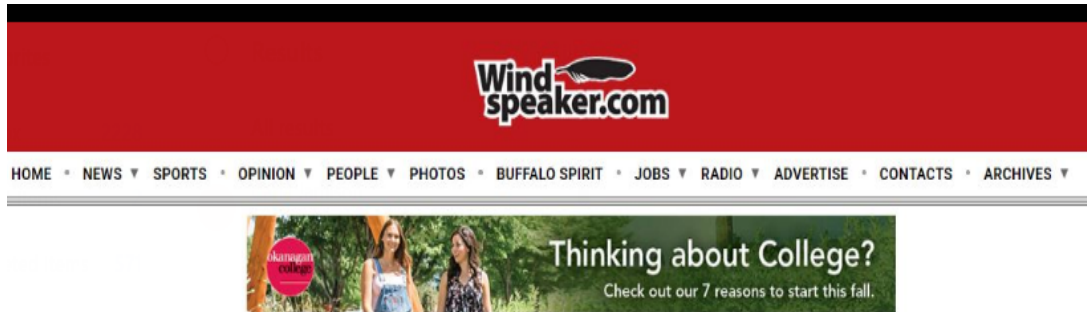 Wind
speaker.com
HOME • NEWS ▼ SPORTS • OPINION ▼ PEOPLE ▼ PHOTOS • BUFFALO SPIRIT • JOBS ▼ RADIO ▼ ADVERTISE • CONTACTS • ARCHIVES ▼
okanagan
college
Thinking about College?
Check out our 7 reasons to start this fall.